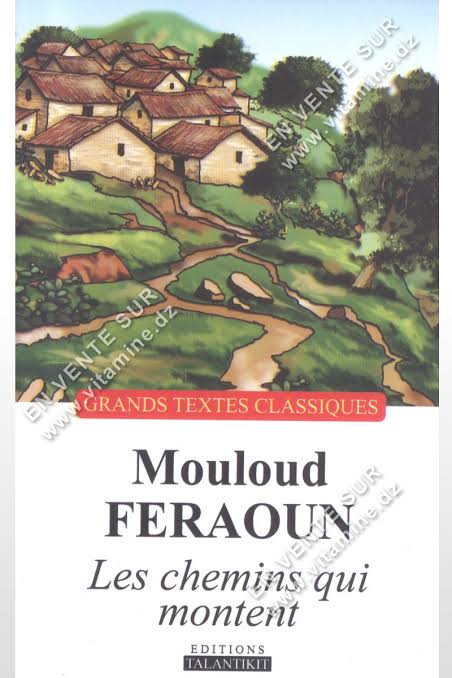 EN VENTE SUR
www.vitamine.dz
EN VENTE SUR
www.vitamine.dz
GRANDS TEXTES CLASSIQUES
Mouloud
FERAOUN
Les chemins qui
montent
EN VENTE SUR
www.vitamine.dz
EDITIONS
TALANTIKIT